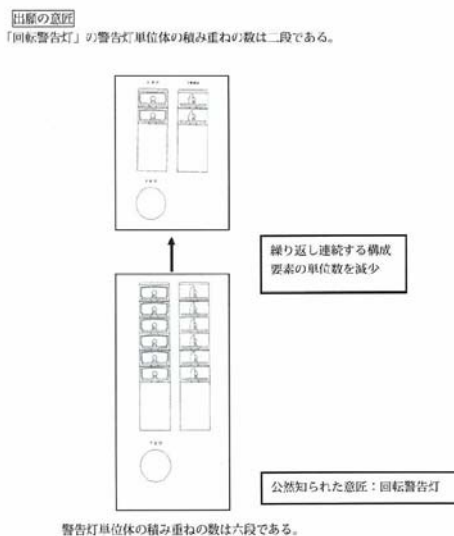 出願の意匠
「回転警告灯」の警告灯単位体の積み重ねの数は二段である。
繰り返し連続する構成
要素の単位数を減少
公然知られた意匠：回転警告灯
警告灯単位体の積み重ねの数は六段である。